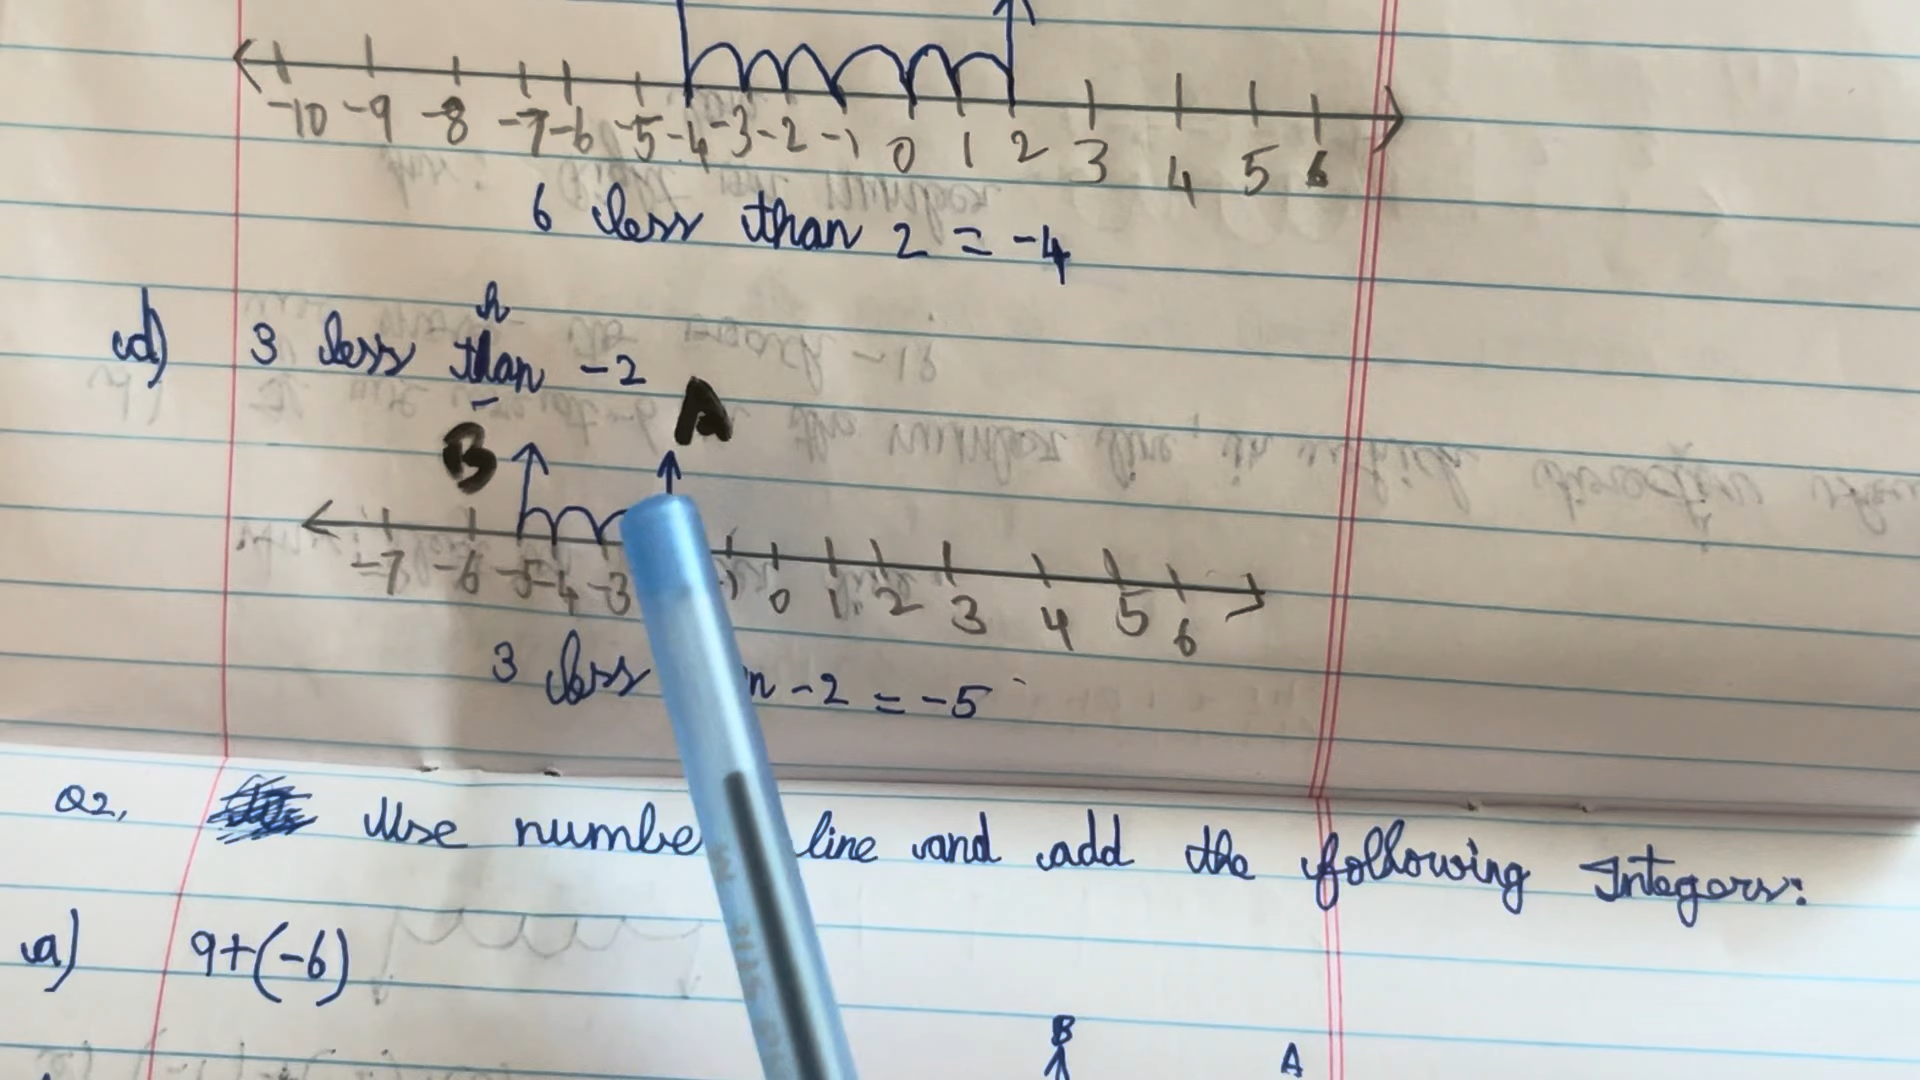 -10 -9 -8 -7 -6 -5 -4 -3 -2 -1 0 1 2 3 4 5 6
6 less than 2 = -4
h
d) 3 less than -2
B A
-7 -6 -5 -4 -3 0 1 2 3 4 5 6
3 less n -2 = -5
Q2, Use numbe line and add the following Integers:
a) 9+(-6)
B A